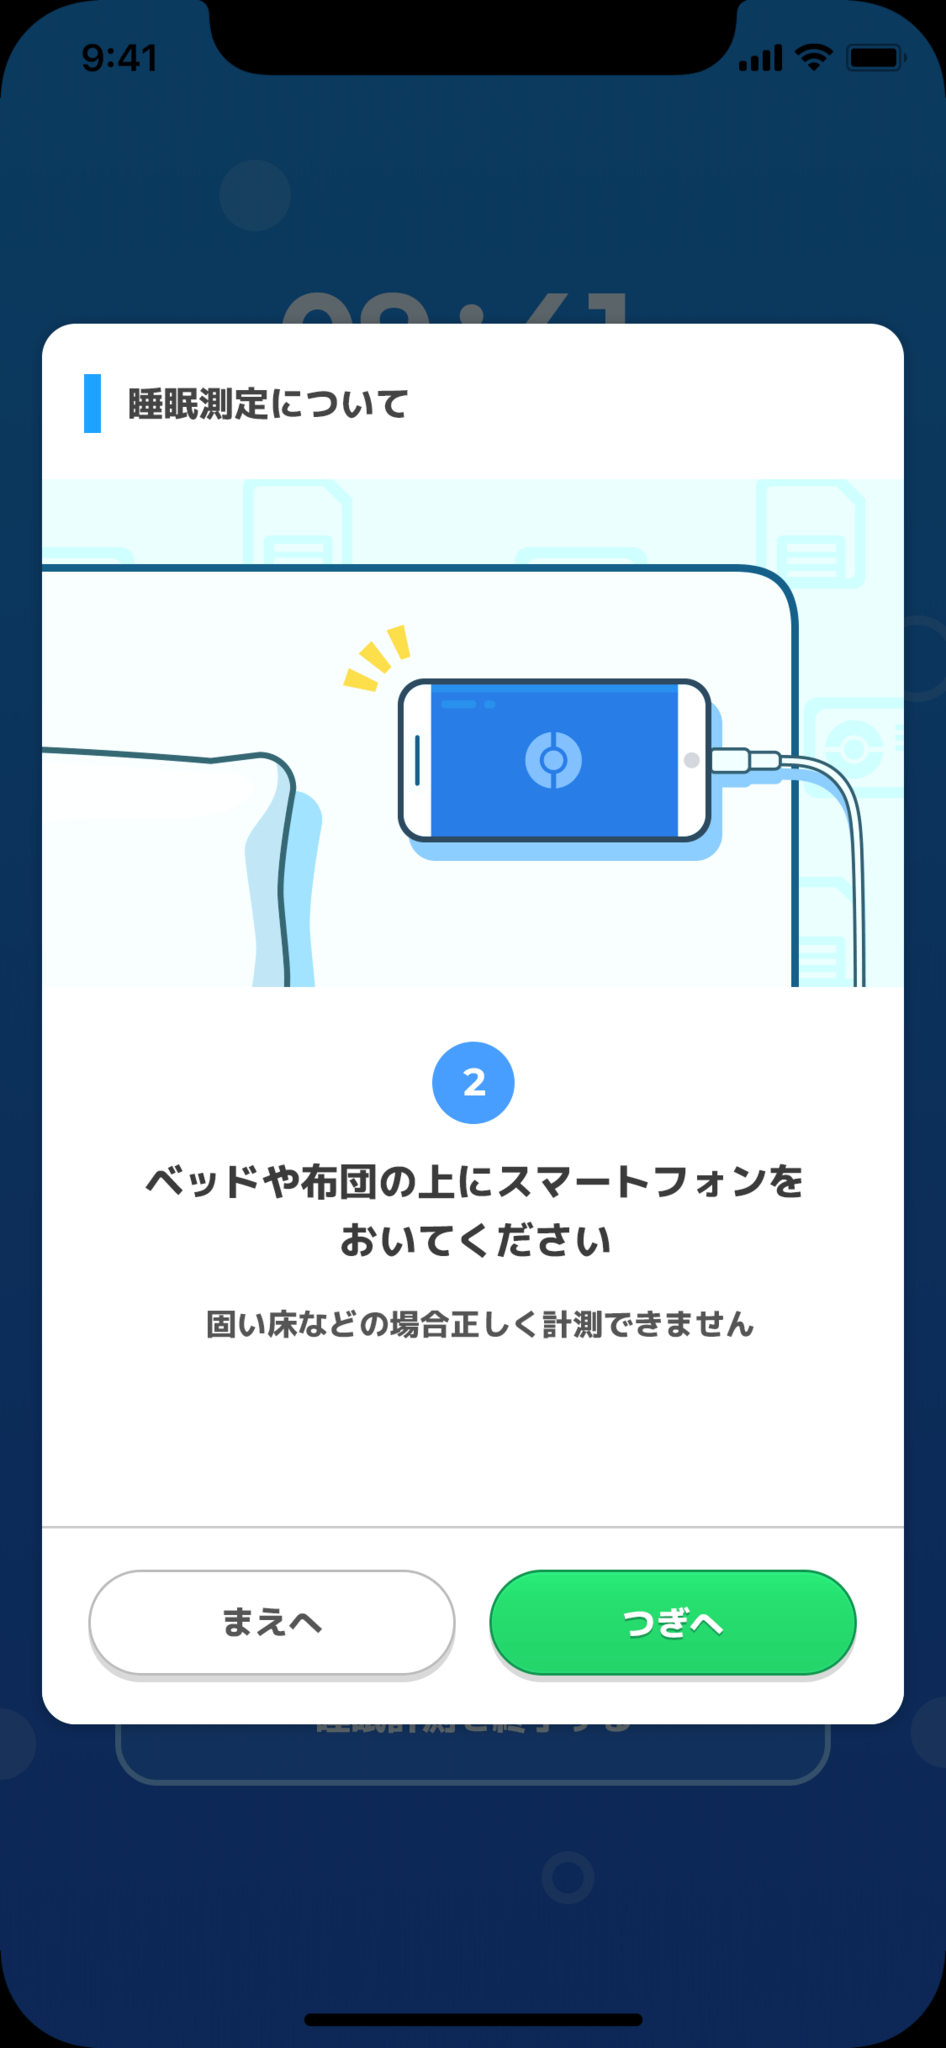 9:41
睡眠測定について
2
ベッドや布団の上にスマートフォンを
おいてください
固い床などの場合正しく計測できません
まえへ
つぎへ